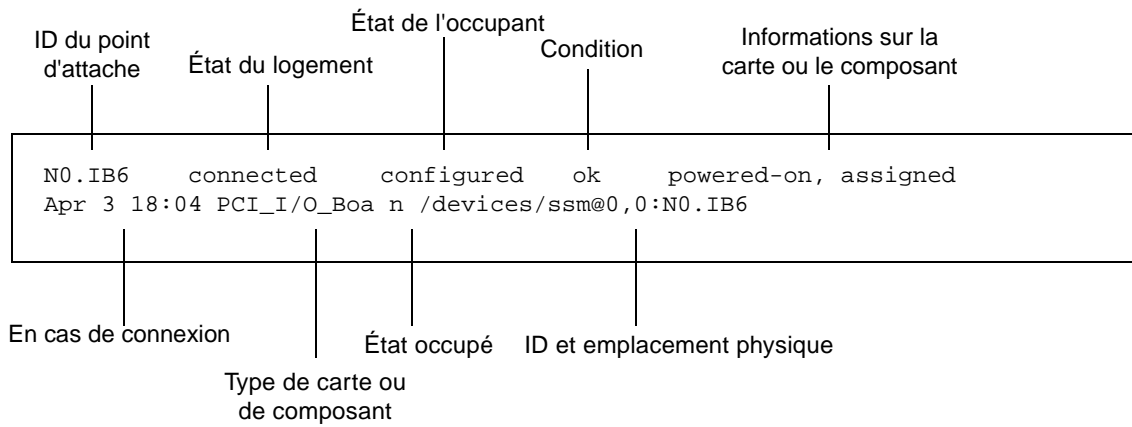 ID du point
d'attache
État du logement
État de l'occupant
Condition
Informations sur la
carte ou le composant
N0.IB6 connected configured ok powered-on, assigned
Apr 3 18:04 PCI_I/O_Boa n /devices/ssm@0,0:N0.IB6
En cas de connexion
Type de carte ou
de composant
État occupé
ID et emplacement physique